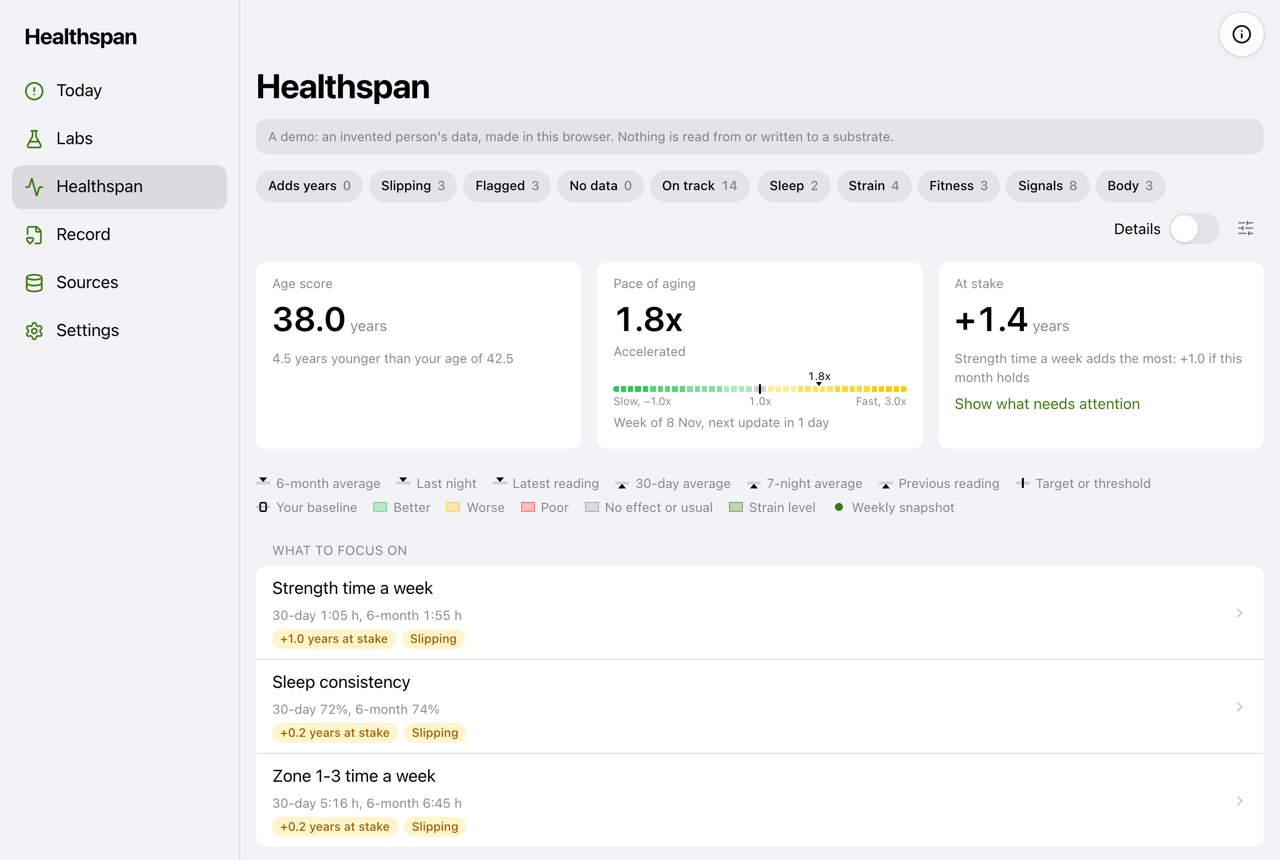 Healthspan
Today
Labs
Healthspan
Record
Sources
Settings
Healthspan
A demo: an invented person's data, made in this browser. Nothing is read from or written to a substrate.
Adds years 0 Slipping 3 Flagged 3 No data 0 On track 14 Sleep 2 Strain 4 Fitness 3 Signals 8 Body 3
Details
Age score
38.0 years
4.5 years younger than your age of 42.5
Pace of aging
1.8x
Accelerated
1.8x
Slow, −1.0x 1.0x Fast, 3.0x
Week of 8 Nov, next update in 1 day
At stake
+1.4 years
Strength time a week adds the most: +1.0 if this
month holds
Show what needs attention
6-month average Last night Latest reading 30-day average 7-night average Previous reading Target or threshold
Your baseline Better Worse Poor No effect or usual Strain level Weekly snapshot
WHAT TO FOCUS ON
Strength time a week
30-day 1:05 h, 6-month 1:55 h
+1.0 years at stake Slipping
Sleep consistency
30-day 72%, 6-month 74%
+0.2 years at stake Slipping
Zone 1-3 time a week
30-day 5:16 h, 6-month 6:45 h
+0.2 years at stake Slipping